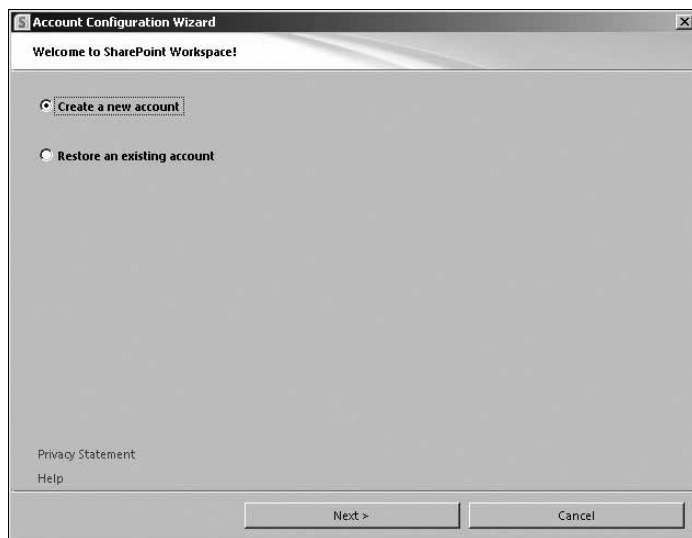 S Account Configuration Wizard
Welcome to SharePoint Workspace!
Create a new account
Restore an existing account
Privacy Statement
Help
Next > Cancel